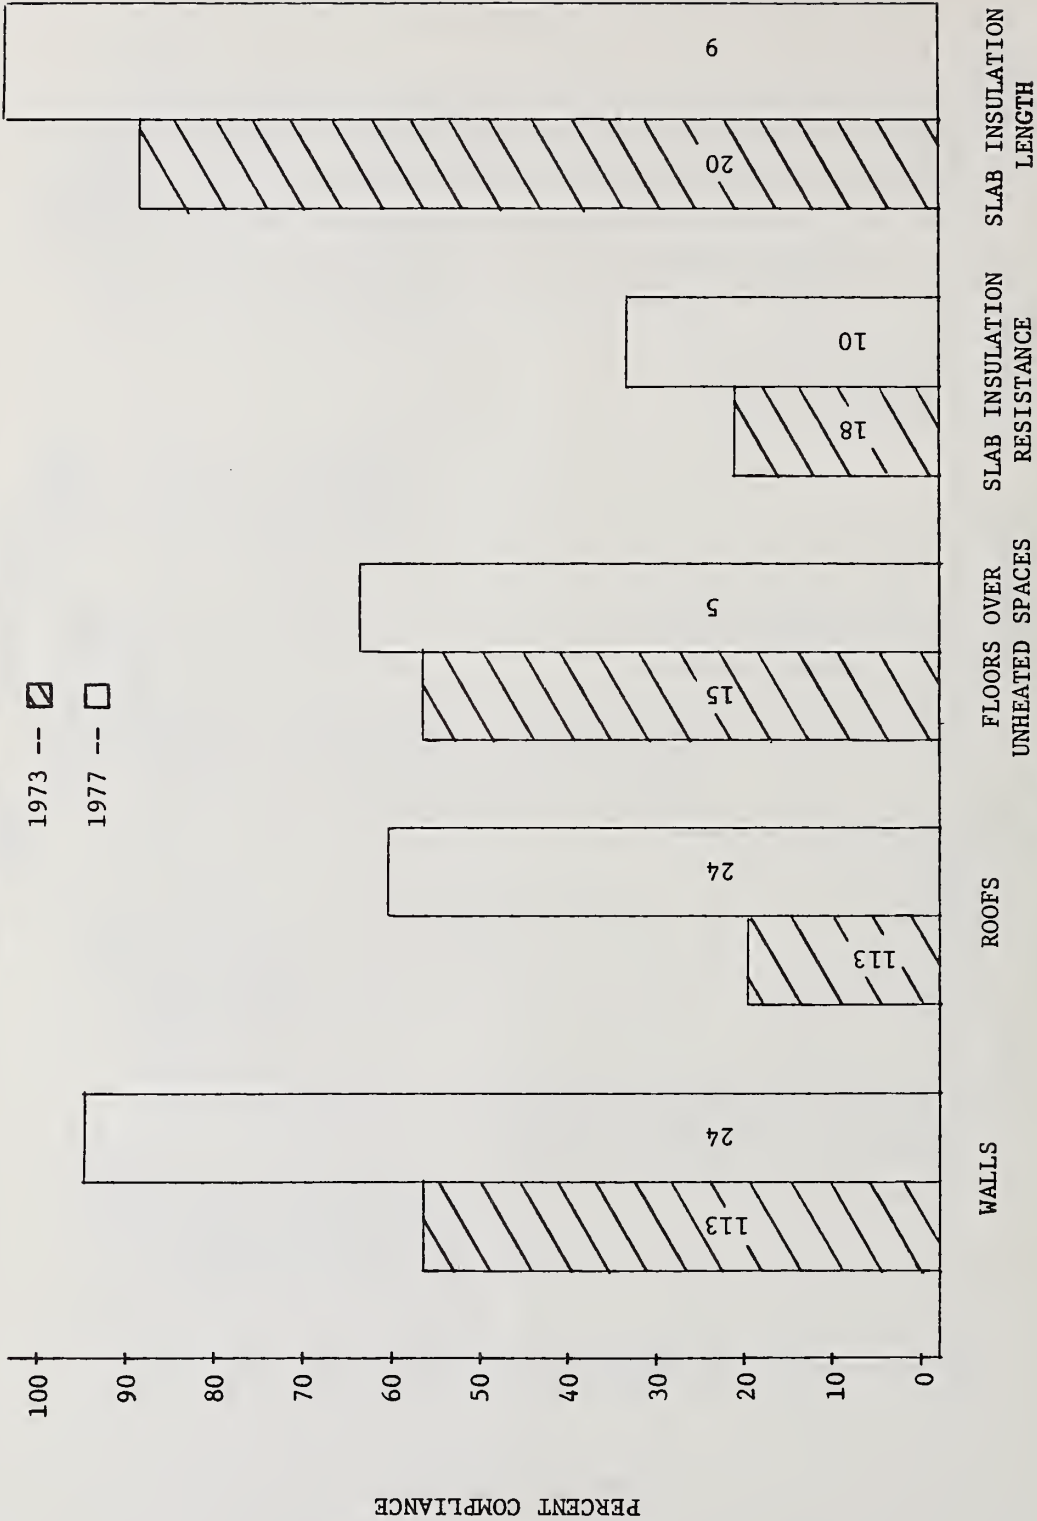 1973 --
1977 --
PERCENT COMPLIANCE
100
90
80
70
60
50
40
30
20
10
0
113
24
113
24
15
5
18
10
20
9
WALLS
ROOFS
FLOORS OVER
UNHEATED SPACES
SLAB INSULATION
RESISTANCE
SLAB INSULATION
LENGTH